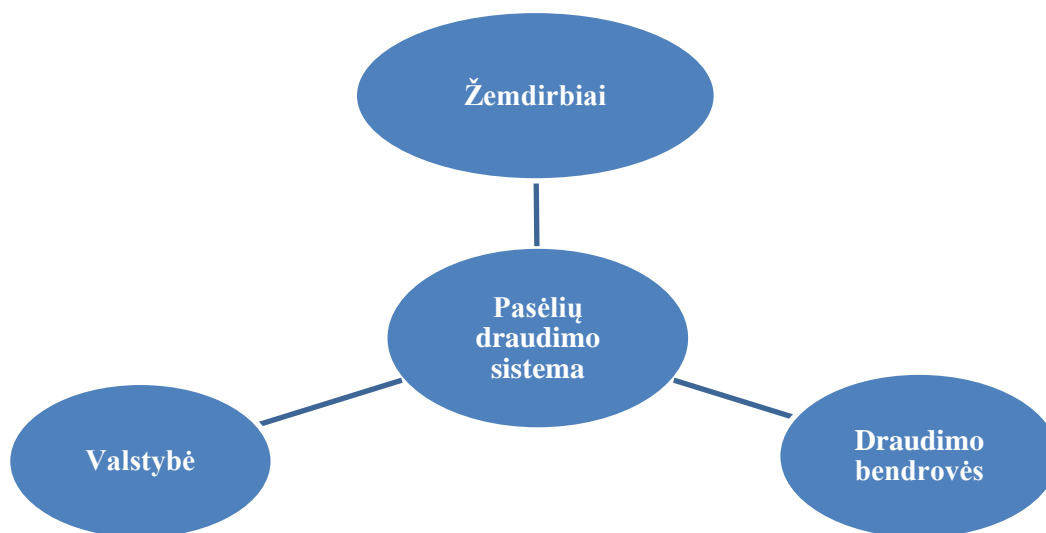 Žemdirbiai
Pasėlių
draudimo
sistema
Valstybė
Draudimo
bendrovės